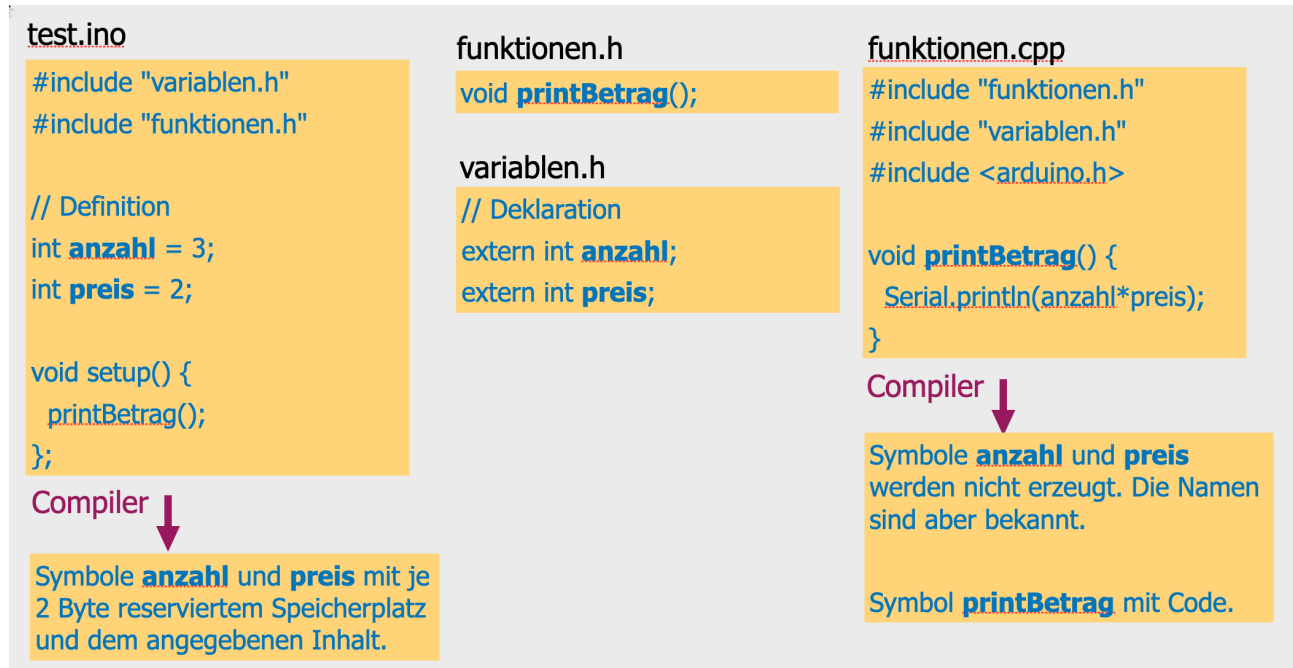 test.ino
#include "variablen.h"
#include "funktionen.h"
// Definition
int anzahl = 3;
int preis = 2;
void setup() {
printBetrag();
};
Compiler
Symbole anzahl und preis mit je
2 Byte reserviertem Speicherplatz
und dem angegebenen Inhalt.
funktionen.h
void printBetrag();
variablen.h
// Deklaration
extern int anzahl;
extern int preis;
funktionen.cpp
#include "funktionen.h"
#include "variablen.h"
#include <arduino.h>
void printBetrag() {
Serial.println(anzahl*preis);
}
Compiler
Symbole anzahl und preis
werden nicht erzeugt. Die Namen
sind aber bekannt.
Symbol printBetrag mit Code.